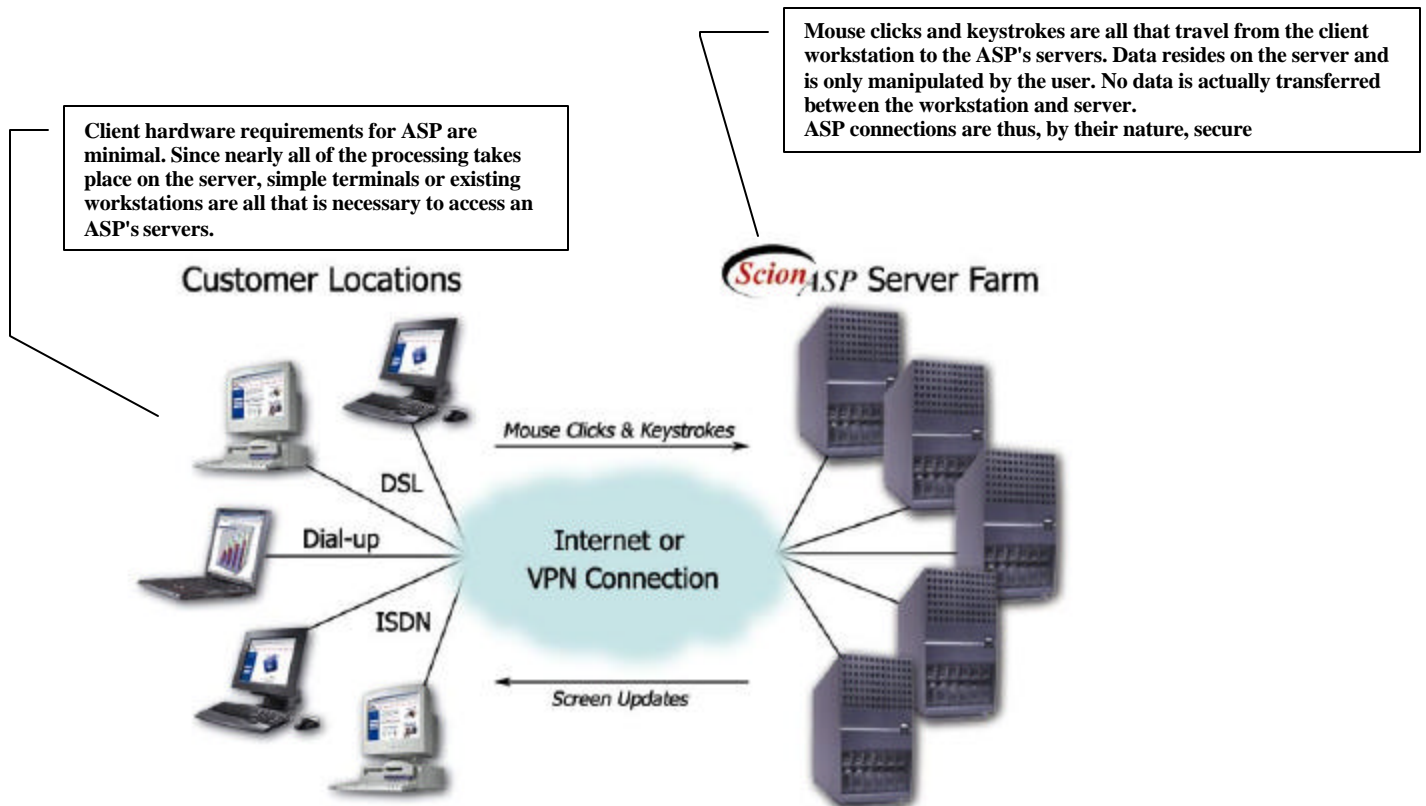 Mouse clicks and keystrokes are all that travel from the client
workstation to the ASP's servers. Data resides on the server and
is only manipulated by the user. No data is actually transferred
between the workstation and server.
ASP connections are thus, by their nature, secure
Client hardware requirements for ASP are
minimal. Since nearly all of the processing takes
place on the server, simple terminals or existing
workstations are all that is necessary to access an
ASP's servers.
Customer Locations
Scion ASP Server Farm
Mouse Clicks & Keystrokes
DSL
Dial-up
Internet or
VPN Connection
ISDN
Screen Updates